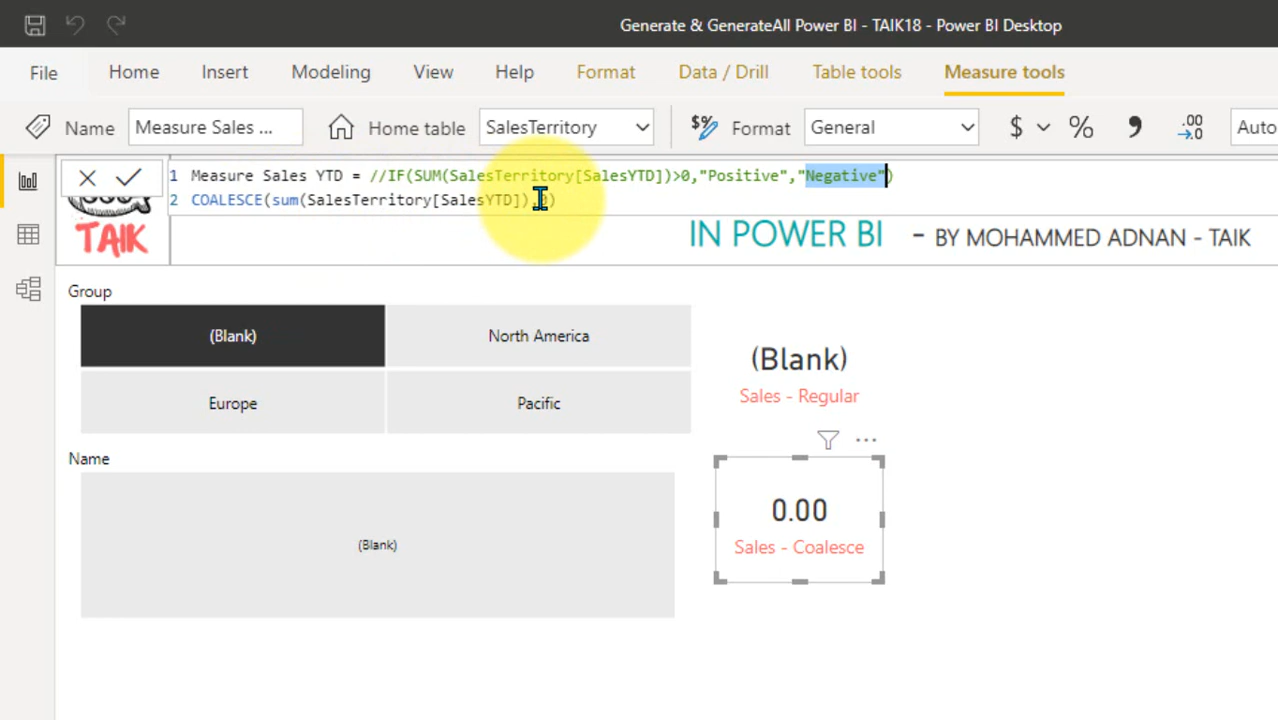 Generate & GenerateAll Power BI - TAIK18 - Power BI Desktop
File Home Insert Modeling View Help Format Data / Drill Table tools Measure tools
Name Measure Sales ... Home table SalesTerritory Format General $ % , .00 →.0 Auto
1 Measure Sales YTD = //IF(SUM(SalesTerritory[SalesYTD])>0,"Positive","Negative")
2 COALESCE(sum(SalesTerritory[SalesYTD]),0)
TAIK
IN POWER BI - BY MOHAMMED ADNAN - TAIK
Group
(Blank) North America
Europe Pacific
(Blank)
Sales - Regular
Name
(Blank)
0.00
Sales - Coalesce